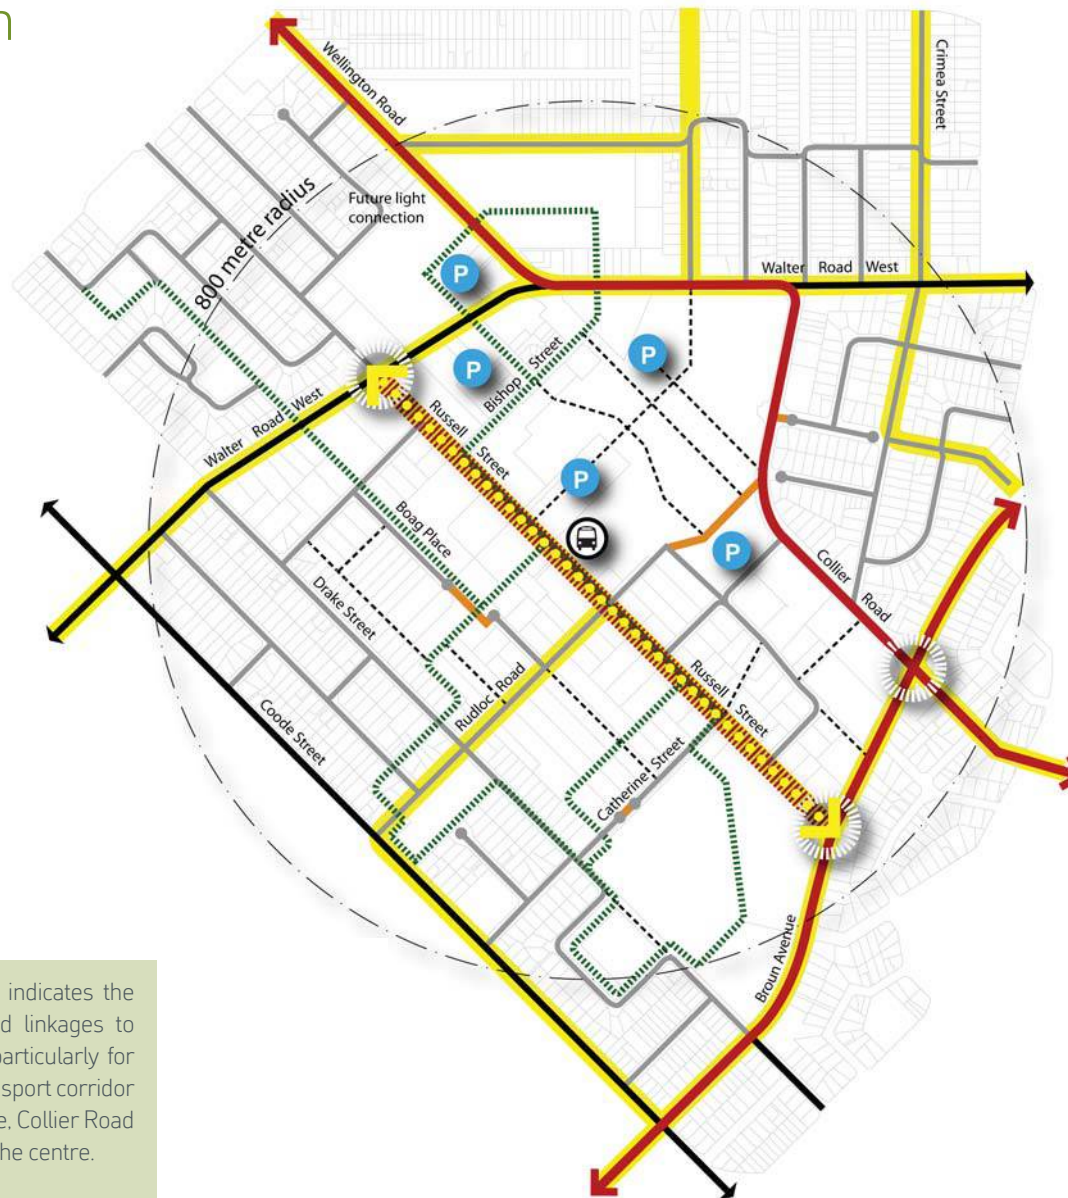 n
Wellington Road
Crimea Street
Future light
connection
800 metre radius
Walter Road West
P
P
P
Bishop Street
Russell Street
Walter Road West
P
P
Boag Place
Drake Street
Collier Road
Russell Street
Rudloc Road
Coode Street
Catherine Street
Broun Avenue
indicates the
d linkages to
particularly for
sport corridor
e, Collier Road
he centre.